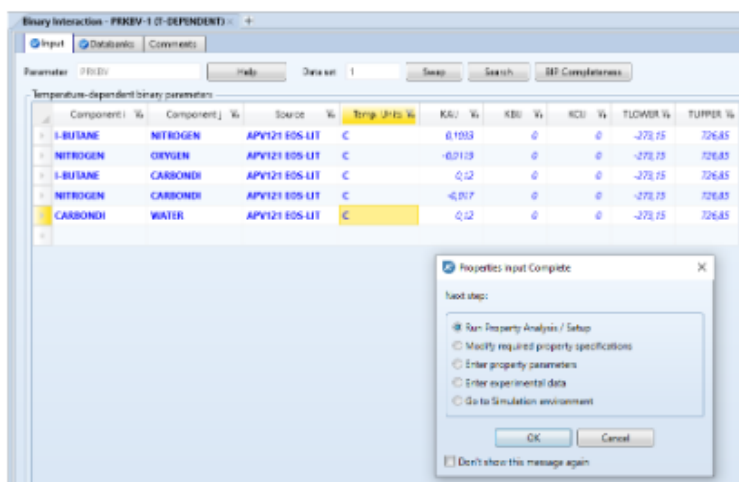 Binary Interaction - PRKBV-1 (T-DEPENDENT) × +
Input Databanks Comments
Parameter PRKBV Help Data set 1 Swap Search BIP Completeness
Temperature-dependent binary parameters
Component i Component j Source Temp. Units KAIJ KBIJ KCIJ TLOWER TUPPER
I-BUTANE NITROGEN APV121 EOS-LIT C 0,1033 0 0 -273,15 726,85
NITROGEN OXYGEN APV121 EOS-LIT C -0,0119 0 0 -273,15 726,85
I-BUTANE CARBONDI APV121 EOS-LIT C 0,12 0 0 -273,15 726,85
NITROGEN CARBONDI APV121 EOS-LIT C -0,017 0 0 -273,15 726,85
CARBONDI WATER APV121 EOS-LIT C 0,12 0 0 -273,15 726,85
Properties Input Complete
Next step:
Run Property Analysis / Setup
Modify required property specifications
Enter property parameters
Enter experimental data
Go to Simulation environment
OK Cancel
Don't show this message again